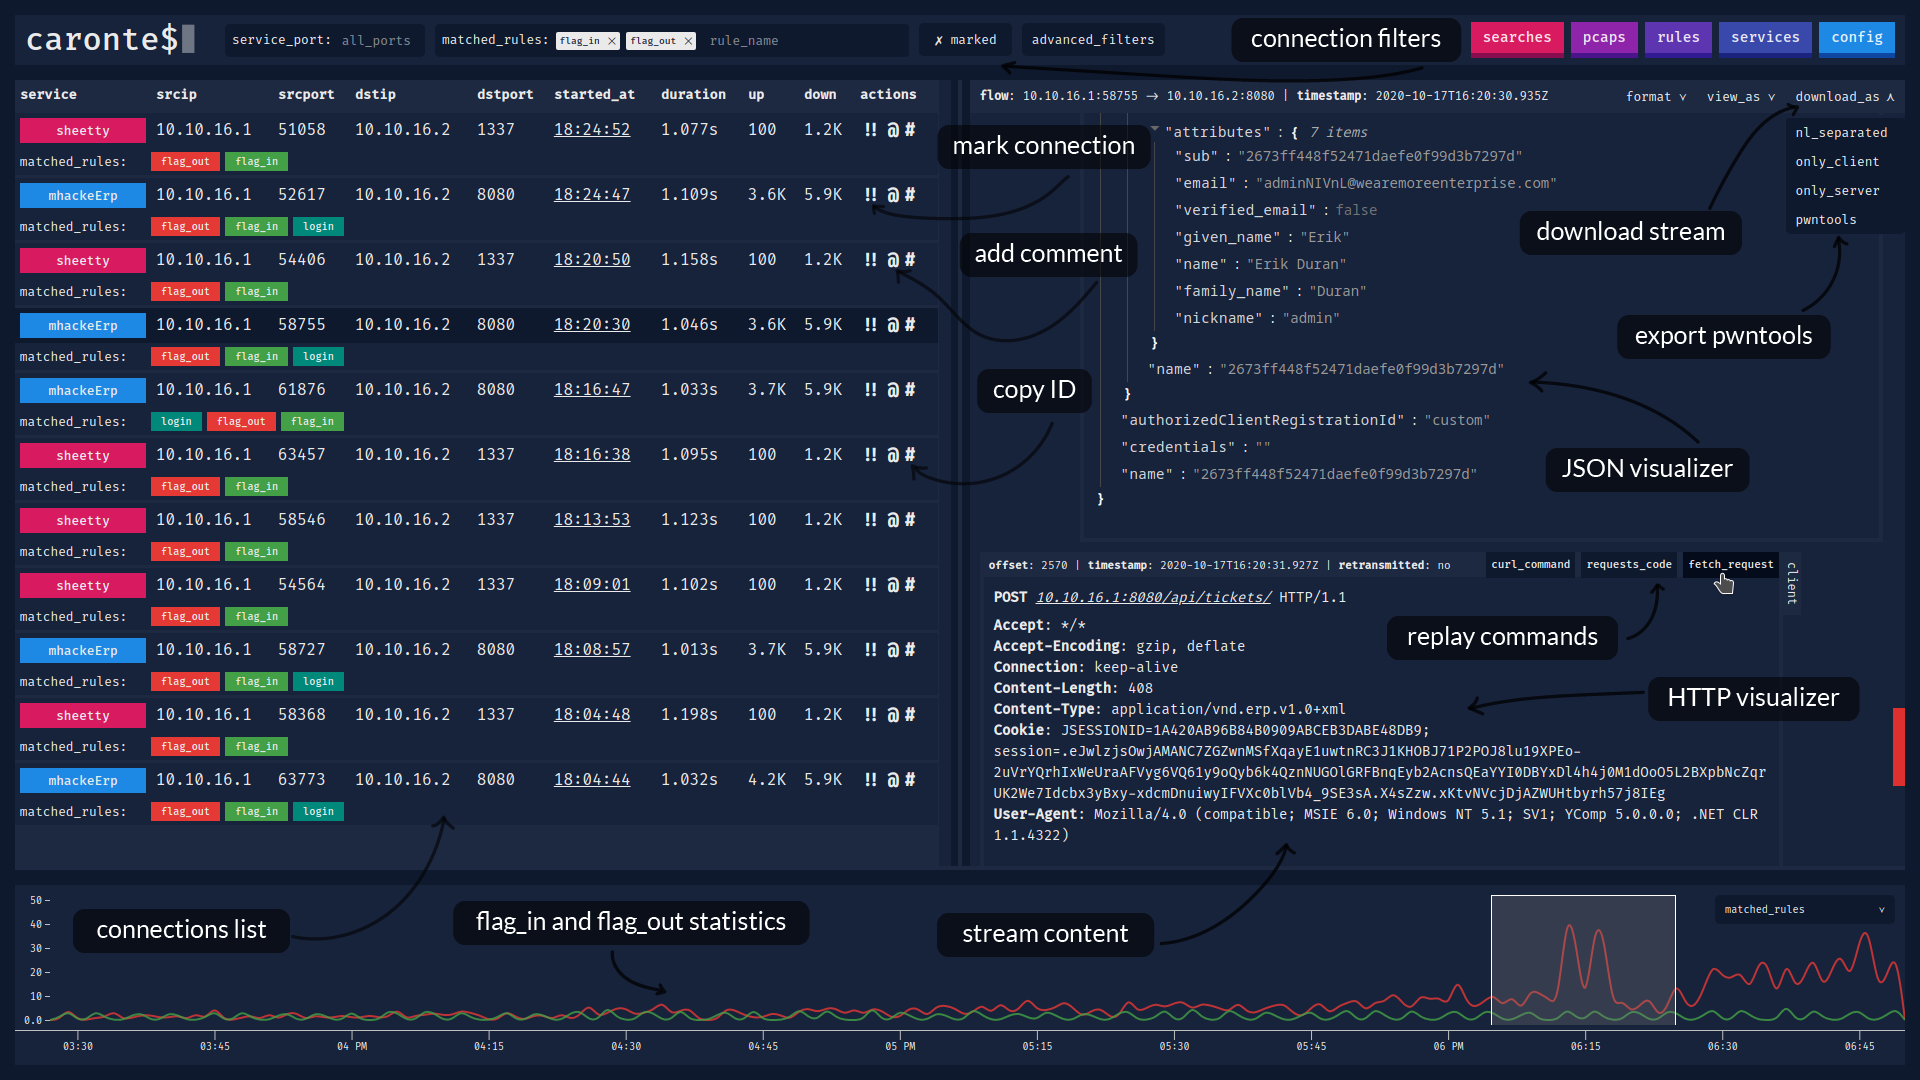 caronte$
service_port: all_ports
matched_rules: flag_in × flag_out × rule_name
✗ marked
advanced_filters
connection filters
searches
pcaps
rules
services
config
service srcip srcport dstip dstport started_at duration up down actions
sheetty 10.10.16.1 51058 10.10.16.2 1337 18:24:52 1.077s 100 1.2K !! @ #
matched_rules: flag_out flag_in
mhackeErp 10.10.16.1 52617 10.10.16.2 8080 18:24:47 1.109s 3.6K 5.9K !! @ #
matched_rules: flag_out flag_in login
sheetty 10.10.16.1 54406 10.10.16.2 1337 18:20:50 1.158s 100 1.2K !! @ #
matched_rules: flag_out flag_in
mhackeErp 10.10.16.1 58755 10.10.16.2 8080 18:20:30 1.046s 3.6K 5.9K !! @ #
matched_rules: flag_out flag_in login
mhackeErp 10.10.16.1 61876 10.10.16.2 8080 18:16:47 1.033s 3.7K 5.9K !! @ #
matched_rules: login flag_out flag_in
sheetty 10.10.16.1 63457 10.10.16.2 1337 18:16:38 1.095s 100 1.2K !! @ #
matched_rules: flag_out flag_in
sheetty 10.10.16.1 58546 10.10.16.2 1337 18:13:53 1.123s 100 1.2K !! @ #
matched_rules: flag_out flag_in
sheetty 10.10.16.1 54564 10.10.16.2 1337 18:09:01 1.102s 100 1.2K !! @ #
matched_rules: flag_out flag_in
mhackeErp 10.10.16.1 58727 10.10.16.2 8080 18:08:57 1.013s 3.7K 5.9K !! @ #
matched_rules: flag_out flag_in login
sheetty 10.10.16.1 58368 10.10.16.2 1337 18:04:48 1.198s 100 1.2K !! @ #
matched_rules: flag_out flag_in
mhackeErp 10.10.16.1 63773 10.10.16.2 8080 18:04:44 1.032s 4.2K 5.9K !! @ #
matched_rules: flag_out flag_in login
mark connection
add comment
copy ID
flow: 10.10.16.1:58755 → 10.10.16.2:8080 | timestamp: 2020-10-17T16:20:30.935Z
format
view_as
download_as
nl_separated
only_client
only_server
pwntools
"attributes" : { 7 items
"sub" : "2673ff448f52471daefe0f99d3b7297d"
"email" : "adminNIVnL@wearemoreenterprise.com"
"verified_email" : false
"given_name" : "Erik"
"name" : "Erik Duran"
"family_name" : "Duran"
"nickname" : "admin"
}
"name" : "2673ff448f52471daefe0f99d3b7297d"
}
"authorizedClientRegistrationId" : "custom"
"credentials" : ""
"name" : "2673ff448f52471daefe0f99d3b7297d"
}
download stream
export pwntools
JSON visualizer
offset: 2570 | timestamp: 2020-10-17T16:20:31.927Z | retransmitted: no
curl_command
requests_code
fetch_request
client
POST 10.10.16.1:8080/api/tickets/ HTTP/1.1
Accept: */*
Accept-Encoding: gzip, deflate
Connection: keep-alive
Content-Length: 408
Content-Type: application/vnd.erp.v1.0+xml
Cookie: JSESSIONID=1A420AB96B84B0909ABCEB3DABE48DB9;
session=.eJwlzjsOwjAMANC7ZGZwnMSfXqayE1uwtnRC3J1KHOBJ71P2POJ8lu19XPEo-
2uVrYQrhIxWeUraAFVyg6VQ61y9oQyb6k4QznNUGOlGRFBnqEyb2AcnsQEaYYI0DBYxDl4h4j0M1dOoO5L2BXpbNcZqr
UK2We7Idcbx3yBxy-xdcmDnuiwyIFVXc0blVb4_9SE3sA.X4sZzw.xKtvNVcjDjAZWUHtbyrh57j8IEg
User-Agent: Mozilla/4.0 (compatible; MSIE 6.0; Windows NT 5.1; SV1; YComp 5.0.0.0; .NET CLR
1.1.4322)
replay commands
HTTP visualizer
connections list
flag_in and flag_out statistics
stream content
matched_rules
50
40
30
20
10
0.0
03:30 03:45 04 PM 04:15 04:30 04:45 05 PM 05:15 05:30 05:45 06 PM 06:15 06:30 06:45